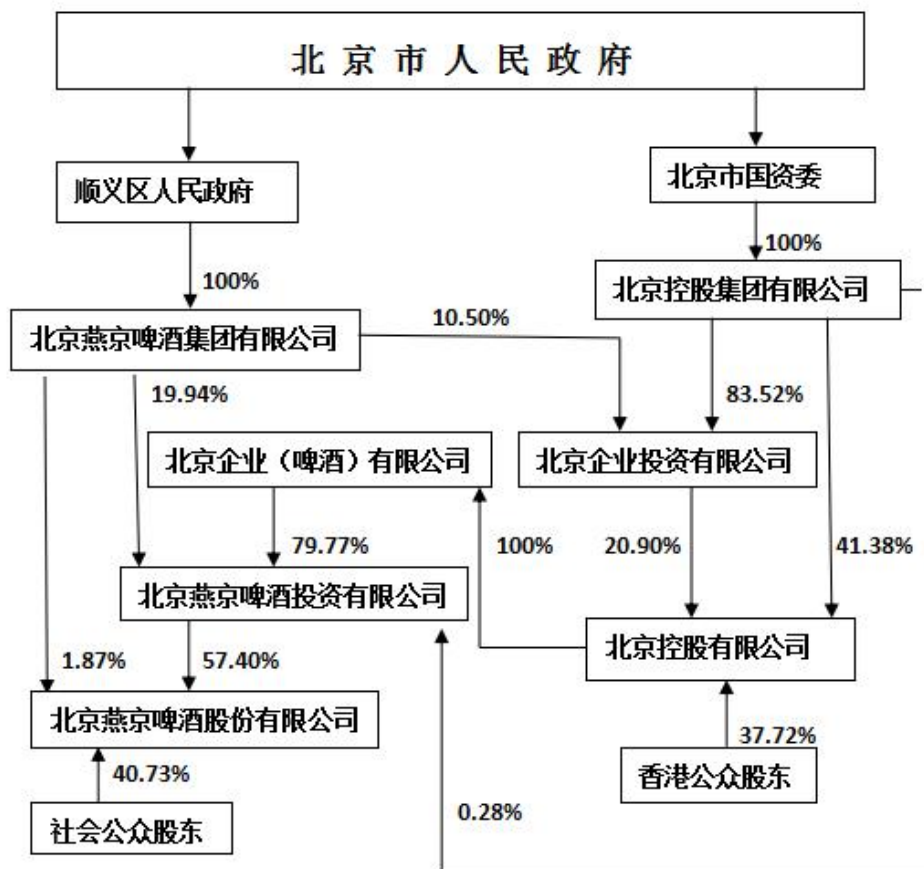 北京市人民政府
顺义区人民政府
北京市国资委
100%
100%
北京控股集团有限公司
北京燕京啤酒集团有限公司
10.50%
19.94%
83.52%
北京企业（啤酒）有限公司
北京企业投资有限公司
79.77%
100%
20.90%
41.38%
北京燕京啤酒投资有限公司
北京控股有限公司
1.87%
57.40%
北京燕京啤酒股份有限公司
37.72%
40.73%
香港公众股东
0.28%
社会公众股东